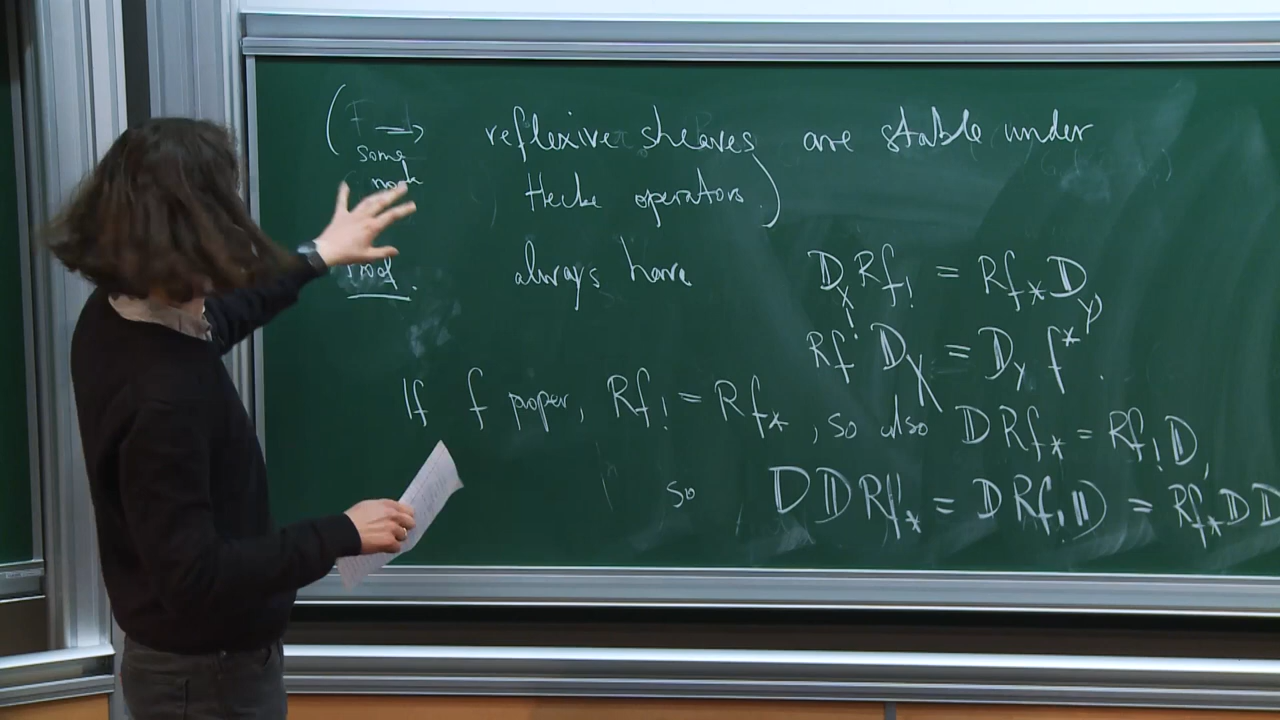 ( F → reflexive sheaves are stable under
some
Hecke operators. )
Proof. always have 𝔻_X Rf_! = Rf_* 𝔻_Y,
Rf^! 𝔻_X = 𝔻_Y f^*.
If f proper, Rf_! = Rf_*, so also 𝔻 Rf_* = Rf_! 𝔻,
so 𝔻 𝔻 Rf_* = 𝔻 Rf_! 𝔻 = Rf_* 𝔻 𝔻